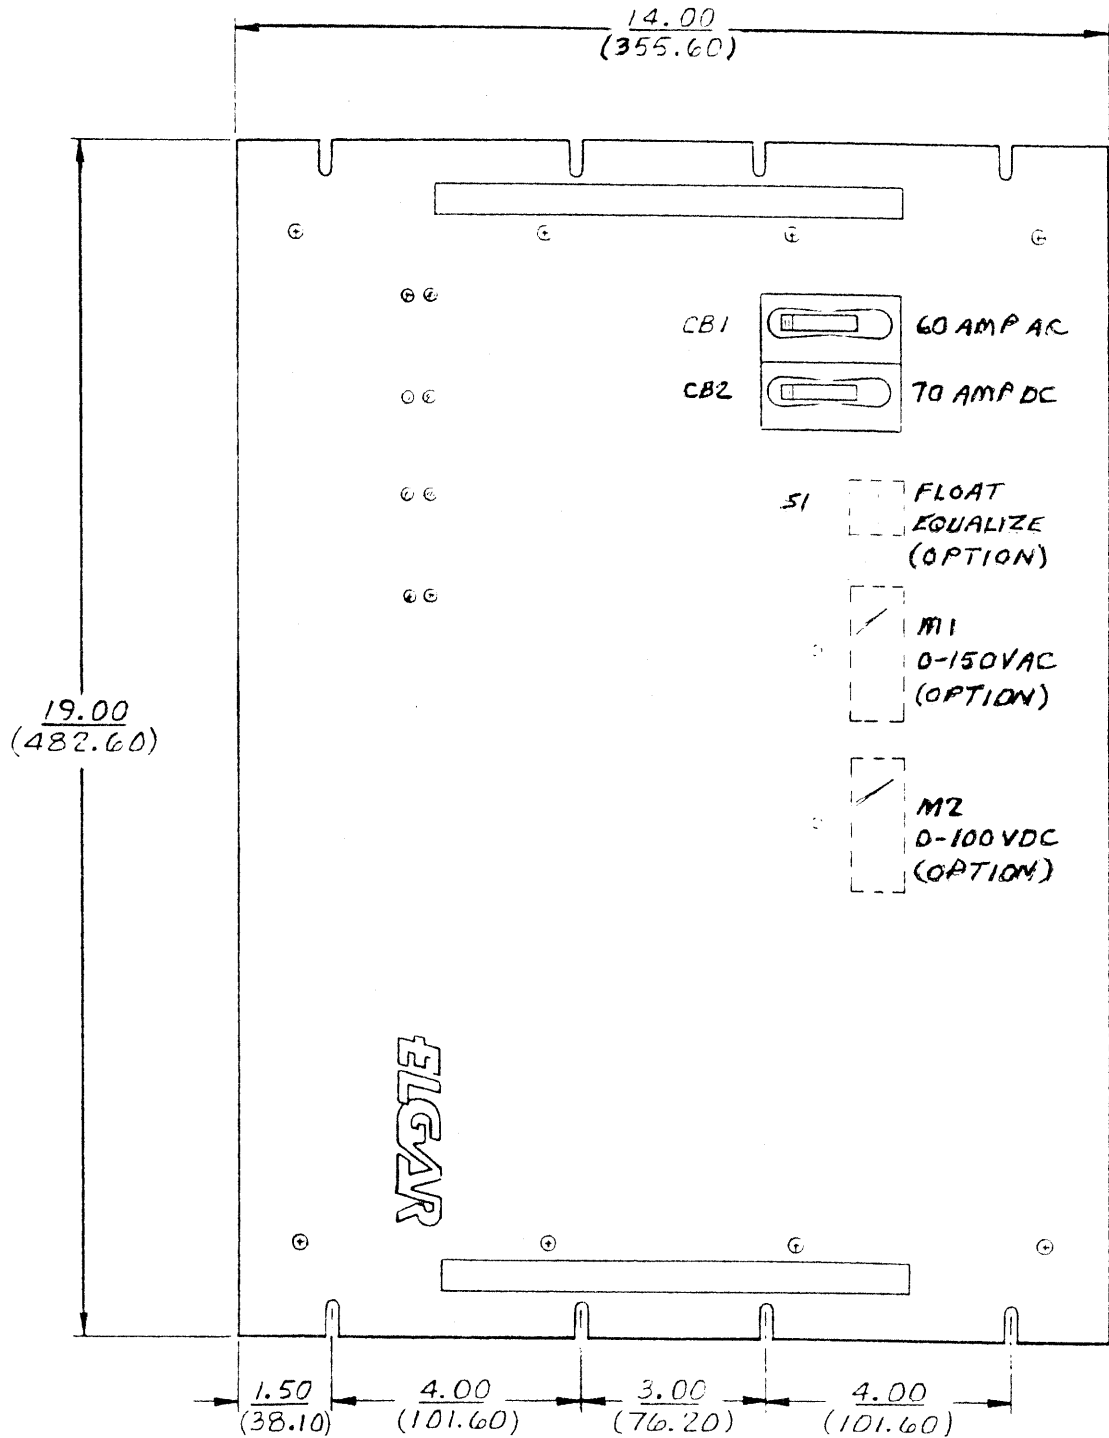 14.00
(355.60)
CB1
60 AMP AC
CB2
70 AMP DC
S1
FLOAT
EQUALIZE
(OPTION)
M1
0-150VAC
(OPTION)
19.00
(482.60)
M2
0-100VDC
(OPTION)
ELGAR
1.50
(38.10)
4.00
(101.60)
3.00
(76.20)
4.00
(101.60)